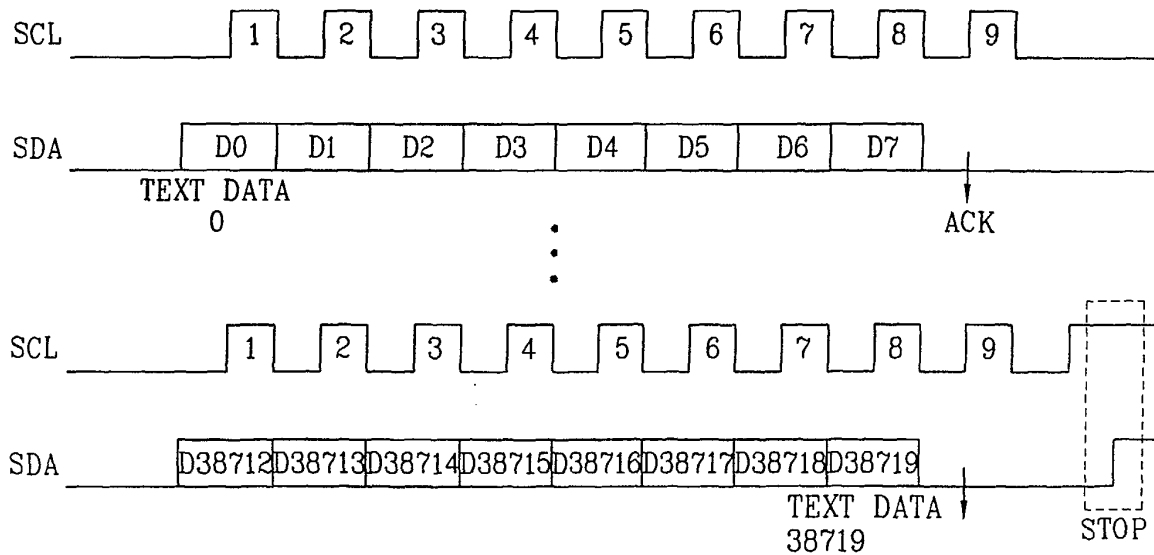 SCL 1 2 3 4 5 6 7 8 9
SDA D0 D1 D2 D3 D4 D5 D6 D7
TEXT DATA
0
ACK
SCL 1 2 3 4 5 6 7 8 9
SDA D38712 D38713 D38714 D38715 D38716 D38717 D38718 D38719
TEXT DATA
38719
STOP